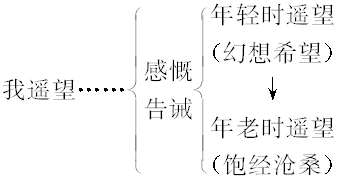 年轻时遥望
（幻想希望）
感慨
我遥望……
告诫
年老时遥望
（饱经沧桑）